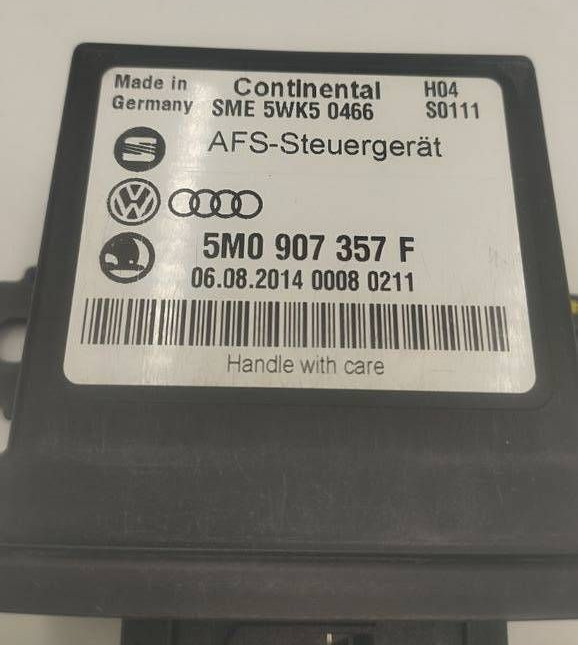 Made in Germany
Continental
SME 5WK5 0466
H04
S0111
AFS-Steuergerät
5M0 907 357 F
06.08.2014 0008 0211
Handle with care